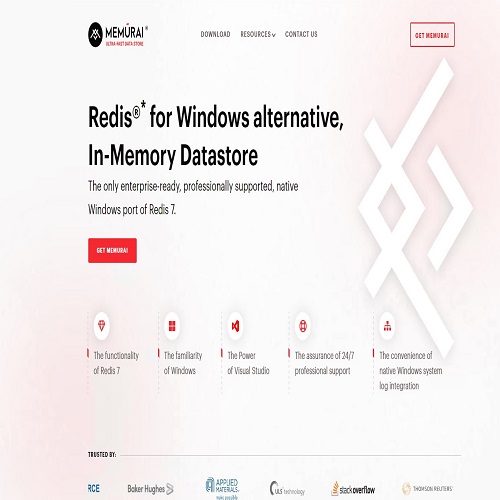 MEMURAI®
ULTRA-FAST DATA STORE
DOWNLOAD
RESOURCES
CONTACT US
GET MEMURAI
Redis®* for Windows alternative,
In-Memory Datastore
The only enterprise-ready, professionally supported, native
Windows port of Redis 7.
GET MEMURAI
The functionality
of Redis 7
The familiarity
of Windows
The Power
of Visual Studio
The assurance of 24/7
professional support
The convenience of
native Windows system
log integration
TRUSTED BY:
RCE
Baker Hughes
APPLIED
MATERIALS
make possible
ULS technology
stackoverflow
THOMSON REUTERS